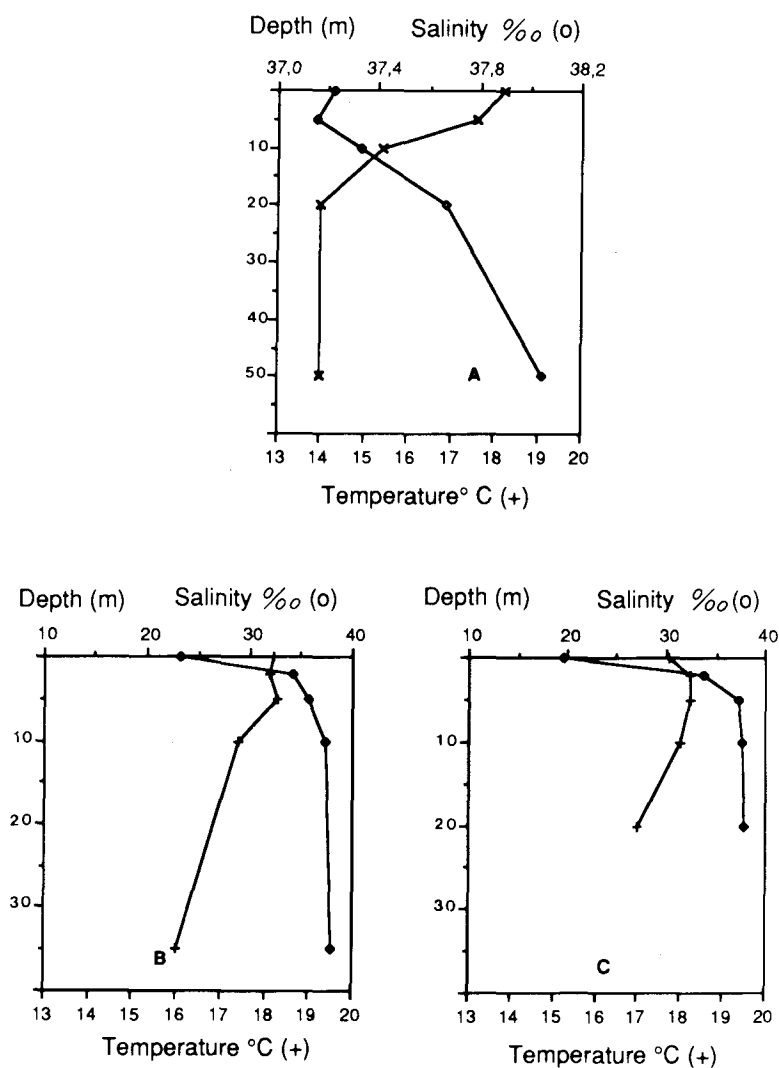 Depth (m) Salinity ‰ (o)
37,0 37,4 37,8 38,2
10
20
30
40
50
A
13 14 15 16 17 18 19 20
Temperature° C (+)
Depth (m) Salinity ‰ (o)
10 20 30 40
10
20
30
B
13 14 16 18 19 20
Temperature °C (+)
Depth (m) Salinity ‰ (o)
10 20 30 40
10
20
30
C
13 14 16 17 18 19 20
Temperature °C (+)